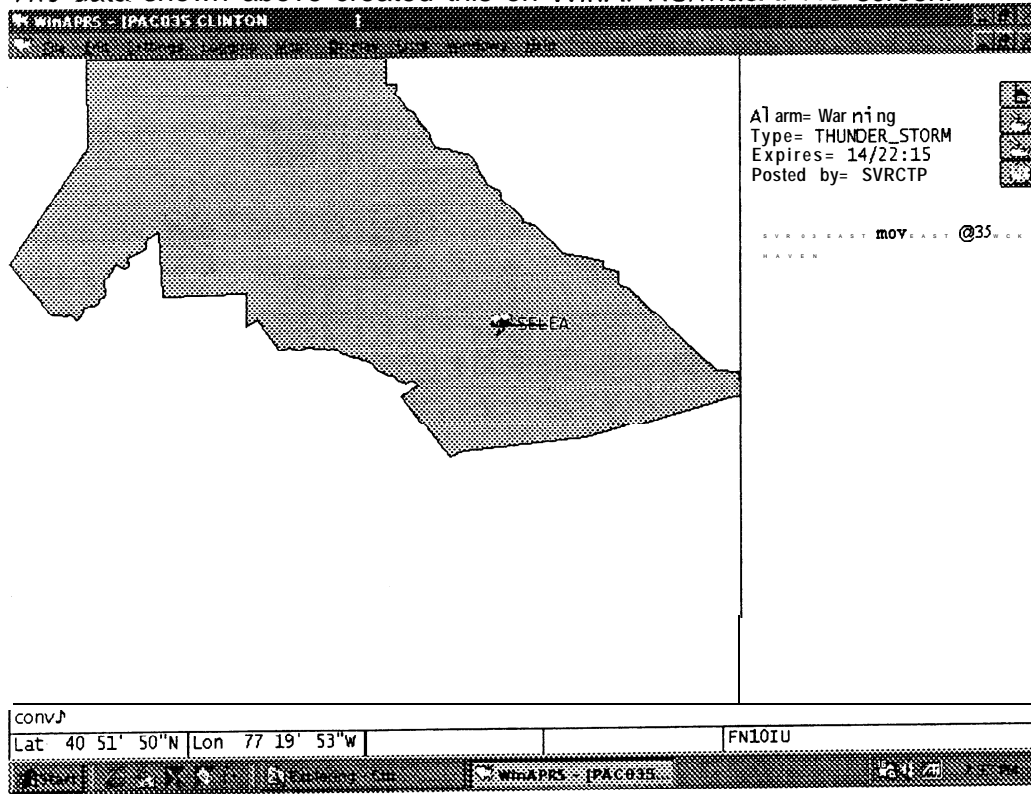 WinAPRS - [PAC035 CLINTON ]
Alarm= Warning
Type= THUNDER_STORM
Expires= 14/22:15
Posted by= SVRCTP
SVR 03 EAST mov EAST @35 WCK
HAVEN
SELEA
conv♪
Lat 40 51' 50"N Lon 77 19' 53"W FN10IU
Start WinAPRS - [PAC035...